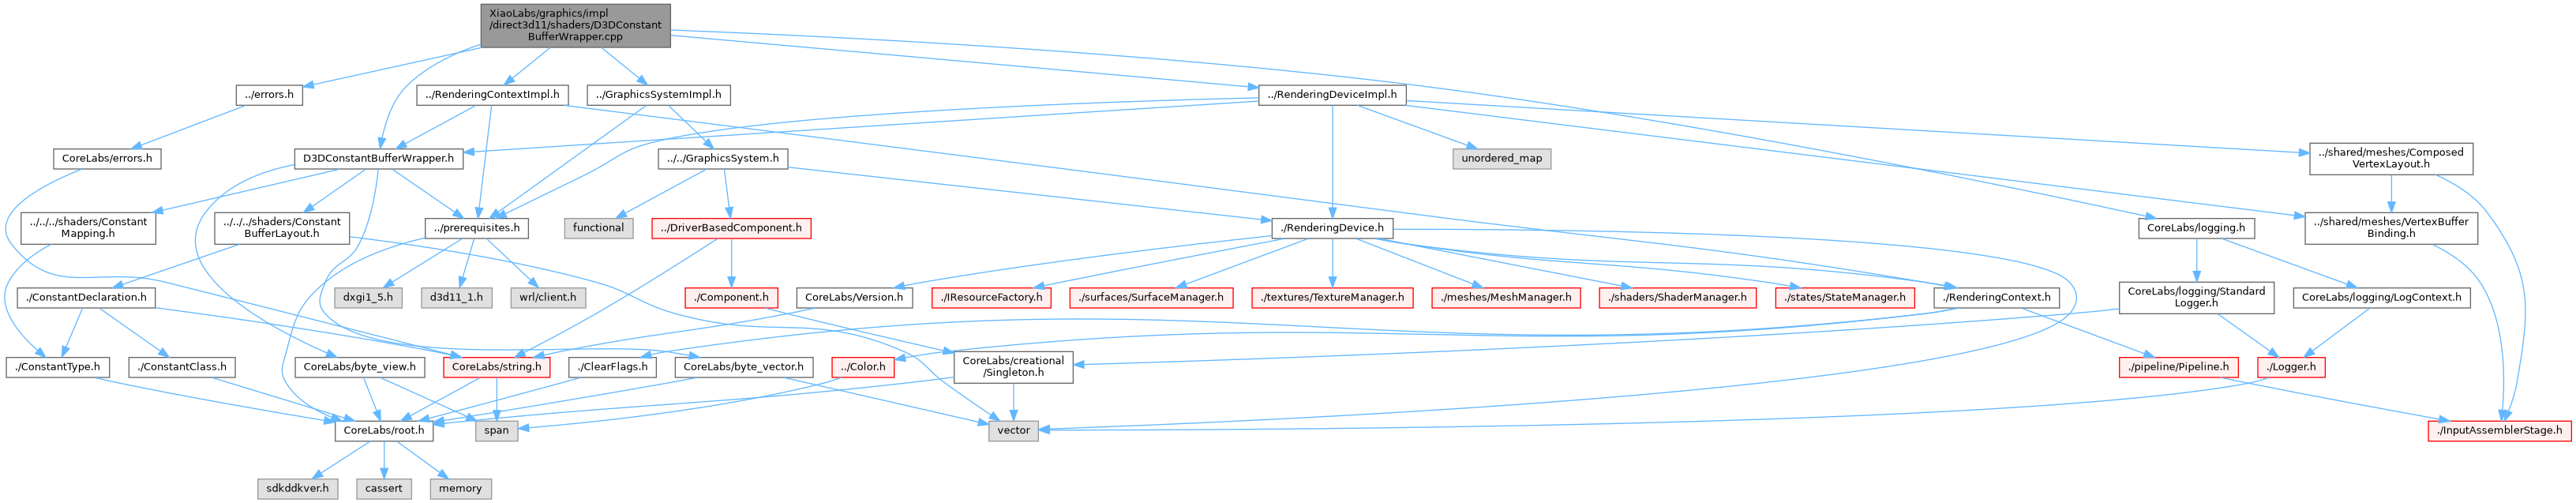 XiaoLabs/graphics/impl
/direct3d11/shaders/D3DConstant
BufferWrapper.cpp
../errors.h
../RenderingContextImpl.h
../GraphicsSystemImpl.h
../RenderingDeviceImpl.h
CoreLabs/errors.h
D3DConstantBufferWrapper.h
../../GraphicsSystem.h
unordered_map
../shared/meshes/Composed
VertexLayout.h
../../../shaders/Constant
Mapping.h
../../../shaders/Constant
BufferLayout.h
../prerequisites.h
functional
../DriverBasedComponent.h
./RenderingDevice.h
CoreLabs/logging.h
../shared/meshes/VertexBuffer
Binding.h
./ConstantDeclaration.h
dxgi1_5.h
d3d11_1.h
wrl/client.h
./Component.h
CoreLabs/Version.h
./IResourceFactory.h
./surfaces/SurfaceManager.h
./textures/TextureManager.h
./meshes/MeshManager.h
./shaders/ShaderManager.h
./states/StateManager.h
./RenderingContext.h
CoreLabs/logging/Standard
Logger.h
CoreLabs/logging/LogContext.h
./ConstantType.h
./ConstantClass.h
CoreLabs/byte_view.h
CoreLabs/string.h
./ClearFlags.h
CoreLabs/byte_vector.h
../Color.h
CoreLabs/creational
/Singleton.h
./pipeline/Pipeline.h
./Logger.h
CoreLabs/root.h
span
vector
./InputAssemblerStage.h
sdkddkver.h
cassert
memory